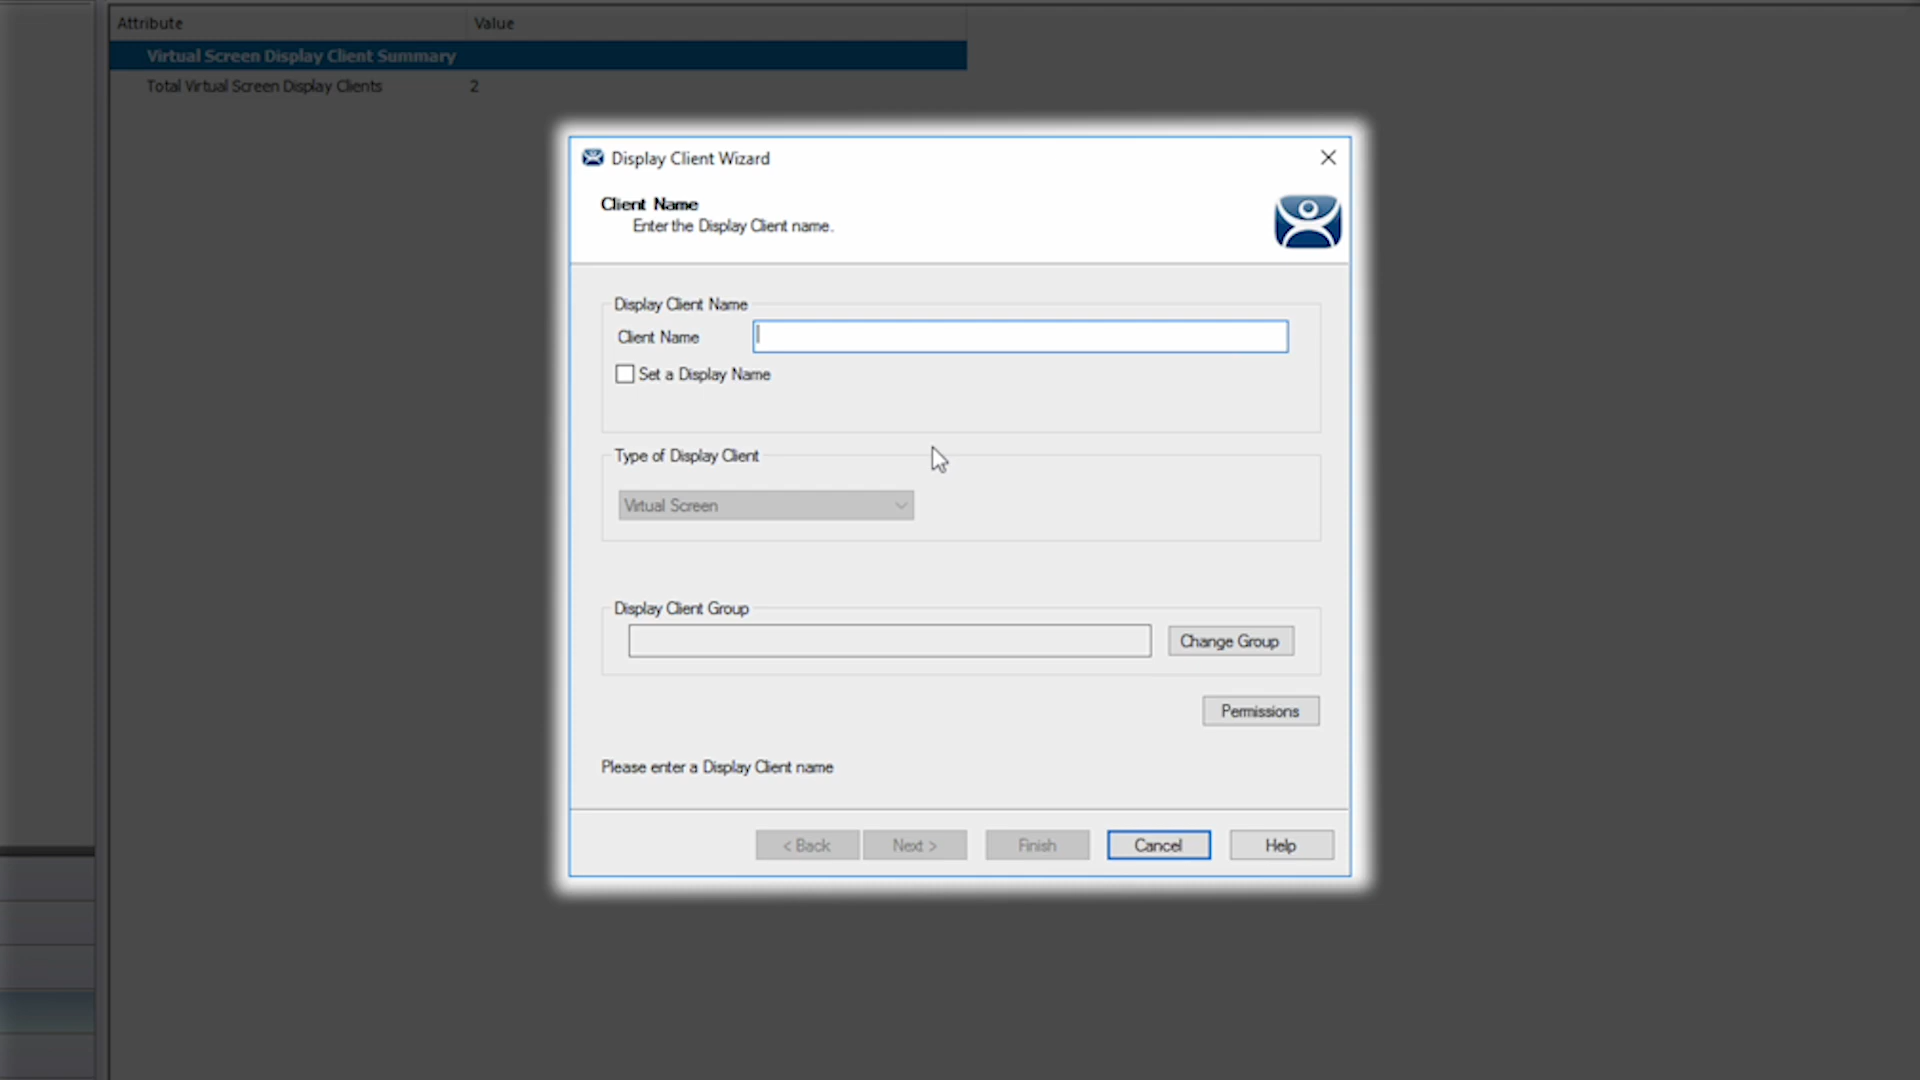 Attribute Value
Virtual Screen Display Client Summary
Total Virtual Screen Display Clients 2
Display Client Wizard
Client Name
Enter the Display Client name.
Display Client Name
Client Name
Set a Display Name
Type of Display Client
Virtual Screen
Display Client Group
Change Group
Permissions
Please enter a Display Client name
< Back Next > Finish Cancel Help